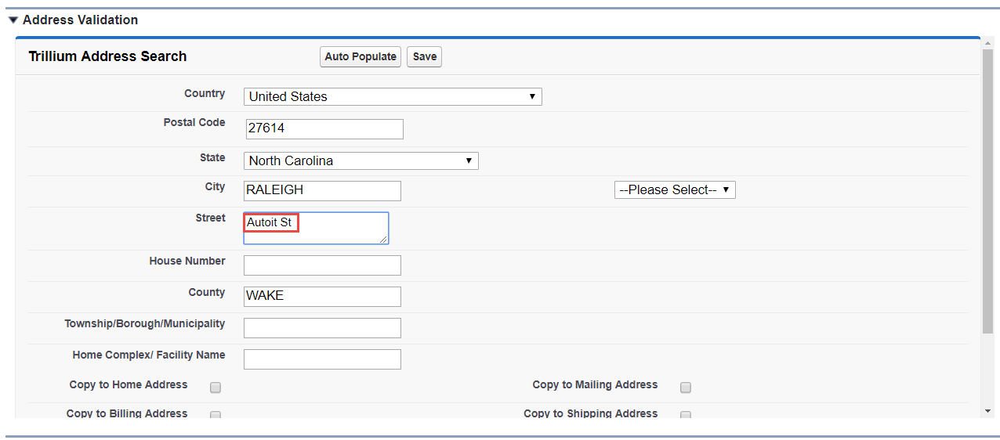 Address Validation
Trillium Address Search Auto Populate Save
Country United States
Postal Code 27614
State North Carolina
City RALEIGH --Please Select--
Street Autoit St
House Number
County WAKE
Township/Borough/Municipality
Home Complex/ Facility Name
Copy to Home Address Copy to Mailing Address
Copy to Billing Address Copy to Shipping Address